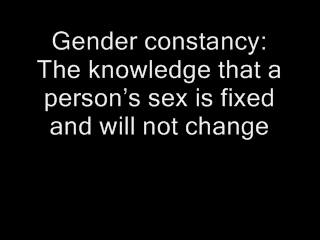 Gender constancy:
The knowledge that a
person’s sex is fixed
and will not change